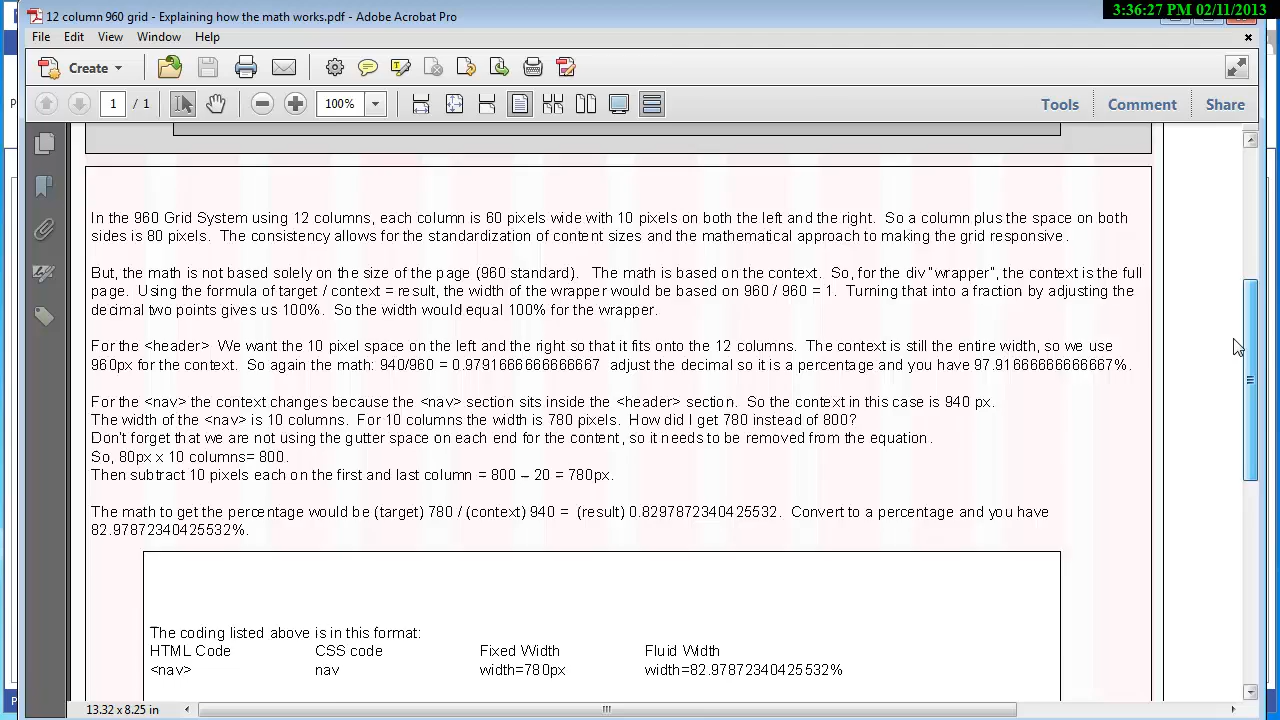 12 column 960 grid - Explaining how the math works.pdf - Adobe Acrobat
3:36:27 PM 02/11/2013
File Edit View Window Help
Create
1 / 1 100% Tools Comment Share
In the 960 Grid System using 12 columns, each column is 60 pixels wide with 10 pixels on both the left and the right. So a column plus the space on both
sides is 80 pixels. The consistency allows for the standardization of content sizes and the mathematical approach to making the grid responsive.
But, the math is not based solely on the size of the page (960 standard). The math is based on ne context. So, for the div "wrapper", the context is the full
page. Using the formula of target / context = result, the width of the wrapper would be based on 960 / 960 = 1. Turning that into a fraction by adjusting the
decimal two points gives us 100%. So the width would equal 100% for the wrapper.
For the <header> We want the 10 pixel space on the left and the right so that it fits onto the 12 columns. The context is still the entire width, so we use
960px for the context. So again the math: 940/960 = 0.9791666666666667 adjust the decimal so it is a percentage and you have 97.91666666666667%.
For the <nav> the context changes because the <nav> section sits inside the <header> section. So the context in this case is 940 px.
The width of the <nav> is 10 columns. For 10 columns the width is 780 pixels. How did I get 780 instead of 800?
Don't forget that we are not using the gutter space on each end for the content, so it needs to be removed from the equation.
So, 80px x 10 columns= 800.
Then subtract 10 pixels each on the first and last column = 800 – 20 = 780px.
The math to get the percentage would be (target) 780 / (context) 940 = (result) 0.8297872340425532. Convert to a percentage and you have
82.97872340425532%.
The coding listed above is in this format:
HTML Code CSS code Fixed Width Fluid Width
<nav> nav width=780px width=82.97872340425532%
13.32 x 8.25 in